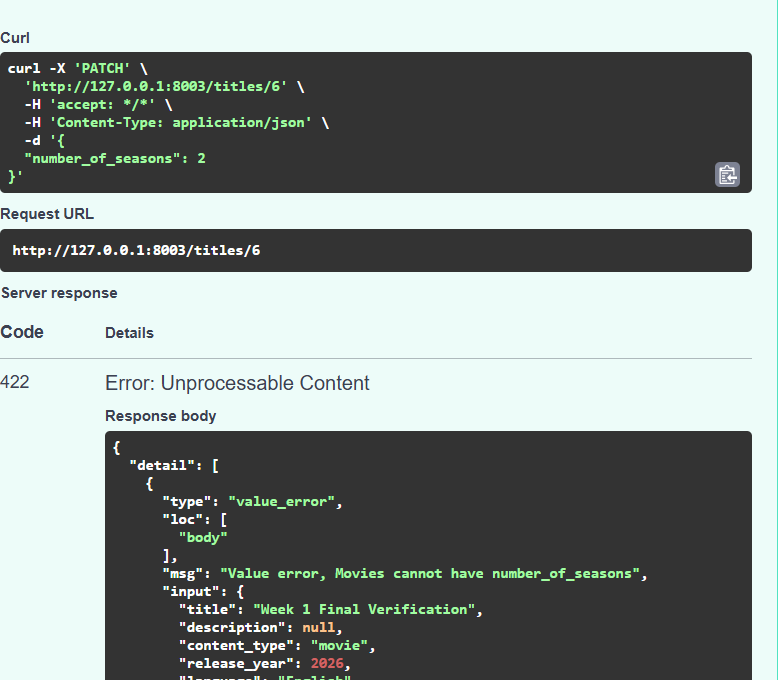 Curl
curl -X 'PATCH' \
  'http://127.0.0.1:8003/titles/6' \
  -H 'accept: */*' \
  -H 'Content-Type: application/json' \
  -d '{
  "number_of_seasons": 2
}'
Request URL
http://127.0.0.1:8003/titles/6
Server response
Code Details
422 Error: Unprocessable Content
Response body
{
  "detail": [
    {
      "type": "value_error",
      "loc": [
        "body"
      ],
      "msg": "Value error, Movies cannot have number_of_seasons",
      "input": {
        "title": "Week 1 Final Verification",
        "description": null,
        "content_type": "movie",
        "release_year": 2026,
        "language": "English",